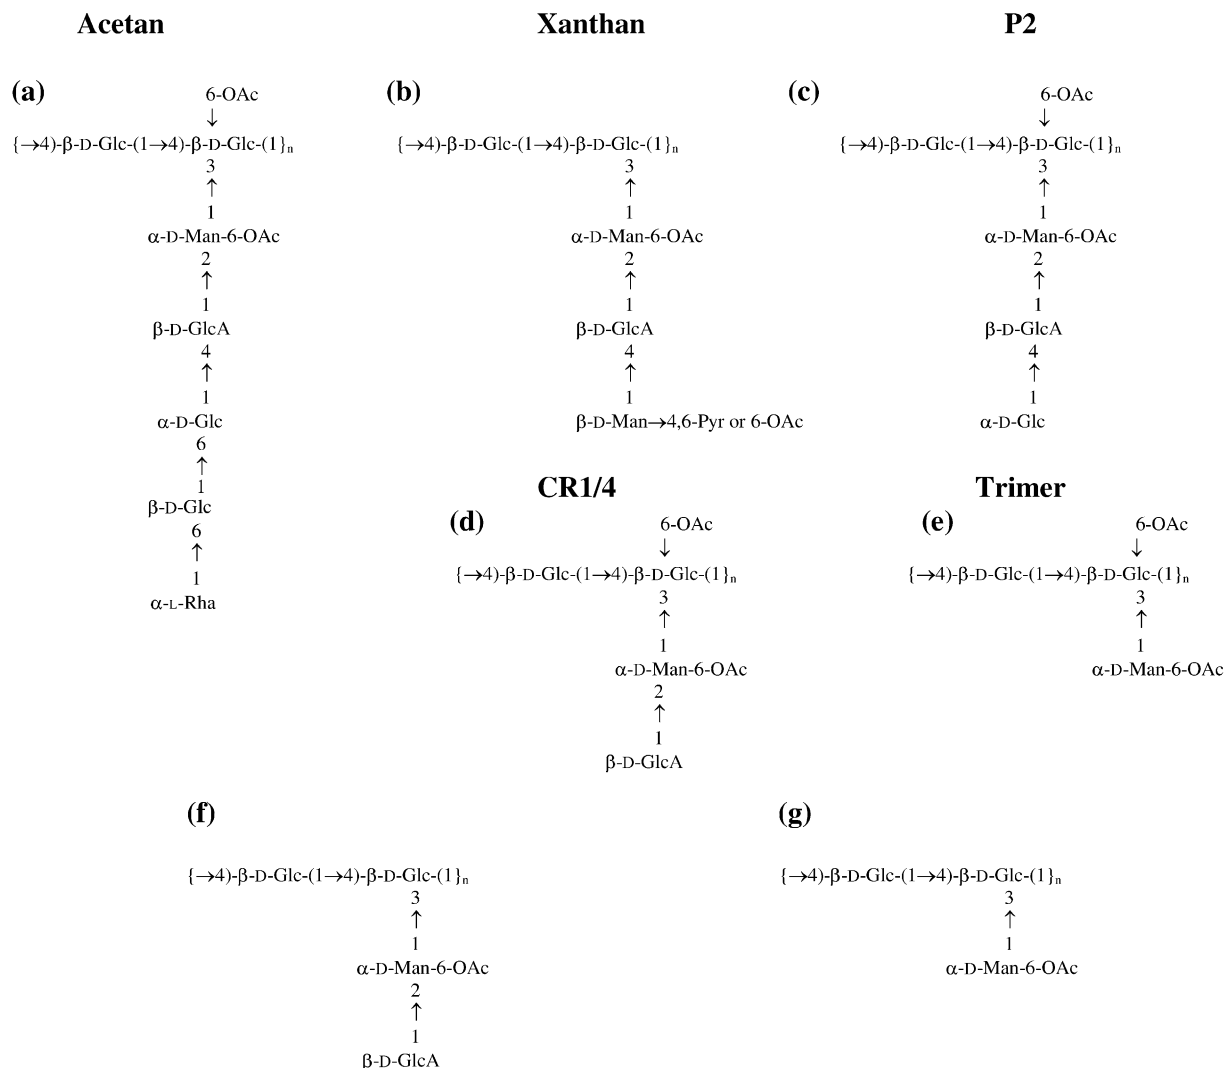 Acetan
Xanthan
P2
(a)
6-OAc
↓
{→4)-β-D-Glc-(1→4)-β-D-Glc-(1}n
3
↑
1
α-D-Man-6-OAc
2
↑
1
β-D-GlcA
4
↑
1
α-D-Glc
6
↑
1
β-D-Glc
6
↑
1
α-L-Rha
(b)
{→4)-β-D-Glc-(1→4)-β-D-Glc-(1}n
3
↑
1
α-D-Man-6-OAc
2
↑
1
β-D-GlcA
4
↑
1
β-D-Man→4,6-Pyr or 6-OAc
(c)
6-OAc
↓
{→4)-β-D-Glc-(1→4)-β-D-Glc-(1}n
3
↑
1
α-D-Man-6-OAc
2
↑
1
β-D-GlcA
4
↑
1
α-D-Glc
CR1/4
(d)
6-OAc
↓
{→4)-β-D-Glc-(1→4)-β-D-Glc-(1}n
3
↑
1
α-D-Man-6-OAc
2
↑
1
β-D-GlcA
Trimer
(e)
6-OAc
↓
{→4)-β-D-Glc-(1→4)-β-D-Glc-(1}n
3
↑
1
α-D-Man-6-OAc
(f)
{→4)-β-D-Glc-(1→4)-β-D-Glc-(1}n
3
↑
1
α-D-Man-6-OAc
2
↑
1
β-D-GlcA
(g)
{→4)-β-D-Glc-(1→4)-β-D-Glc-(1}n
3
↑
1
α-D-Man-6-OAc